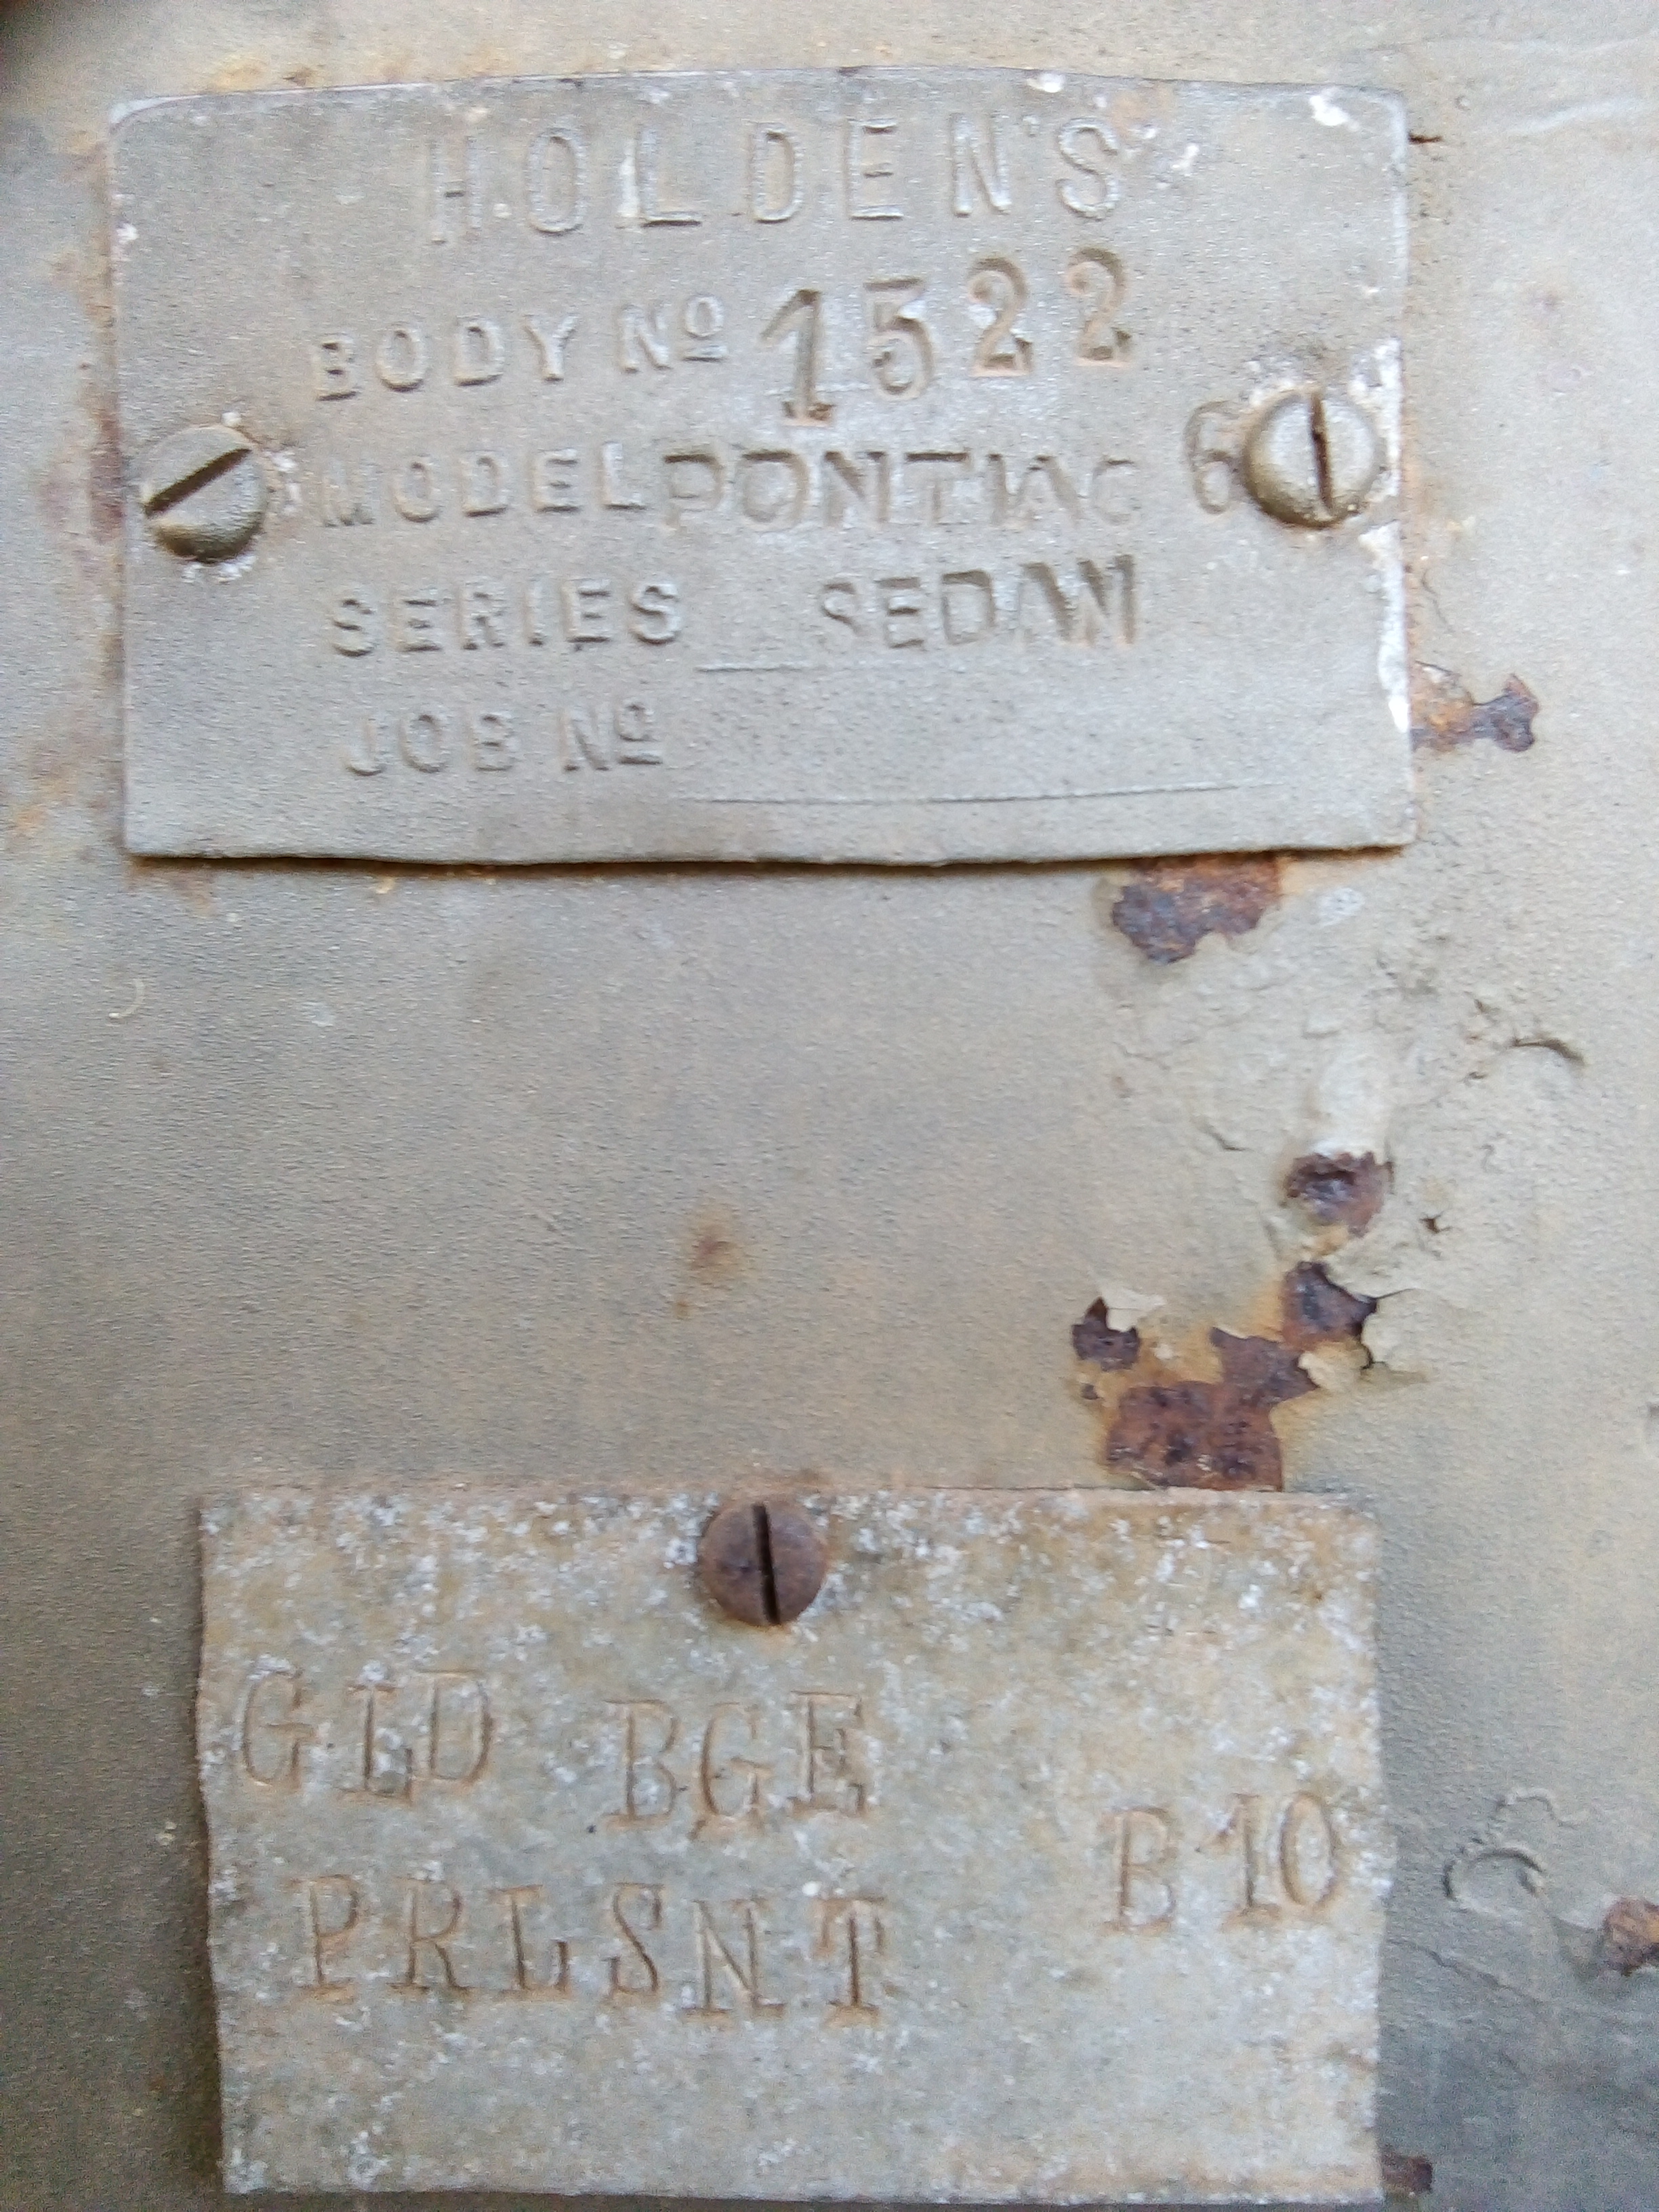 HOLDEN'S
BODY Nº 1522
MODEL PONTIAC 6
SERIES SEDAN
JOB Nº
GLD BGE
B10
PRLSNT